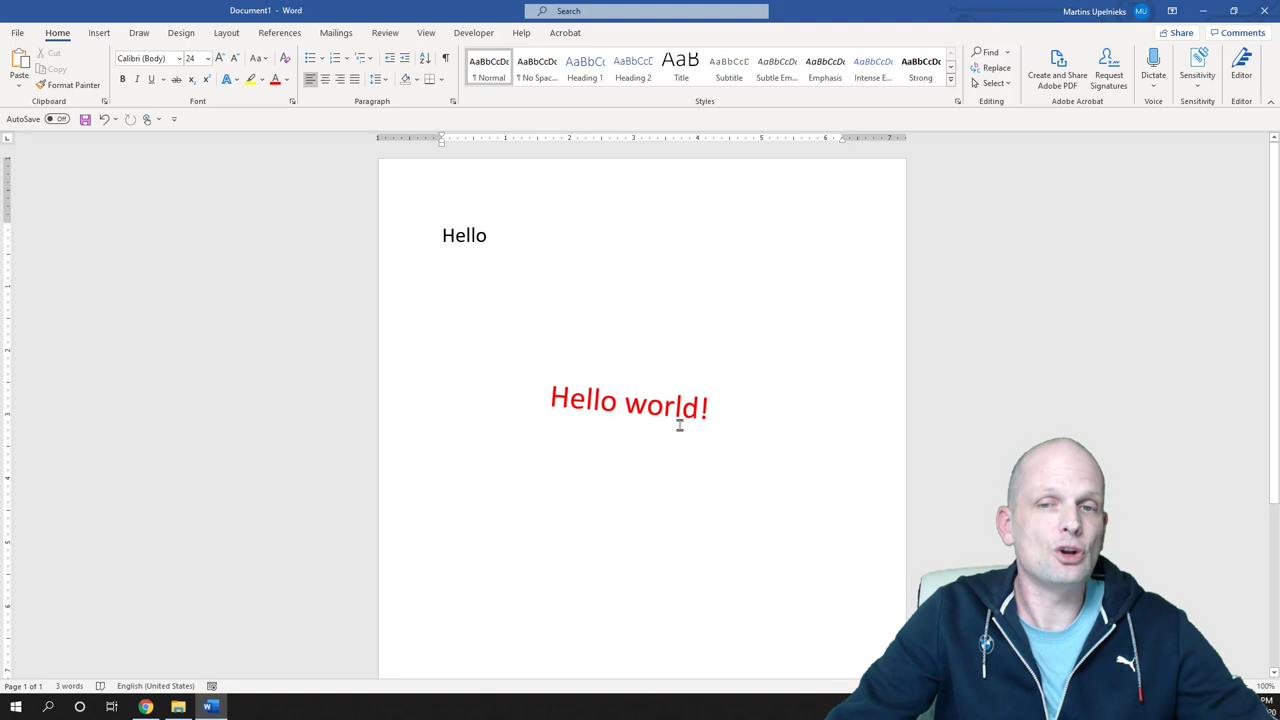 Document1 - Word
Search
Martins Upelnieks
MU
File Home Insert Draw Design Layout References Mailings Review View Developer Help Acrobat
Share
Comments
Paste
Cut
Copy
Format Painter
Clipboard
Calibri (Body)
24
Font
Paragraph
¶ Normal
¶ No Spac...
Heading 1
Heading 2
Title
Subtitle
Subtle Em...
Emphasis
Intense E...
Strong
Styles
Find
Replace
Select
Editing
Create and Share
Adobe PDF
Request
Signatures
Adobe Acrobat
Dictate
Voice
Sensitivity
Sensitivity
Editor
Editor
AutoSave Off
Hello
Hello world!
PUMA
Page 1 of 1
3 words
English (United States)
100%
PM